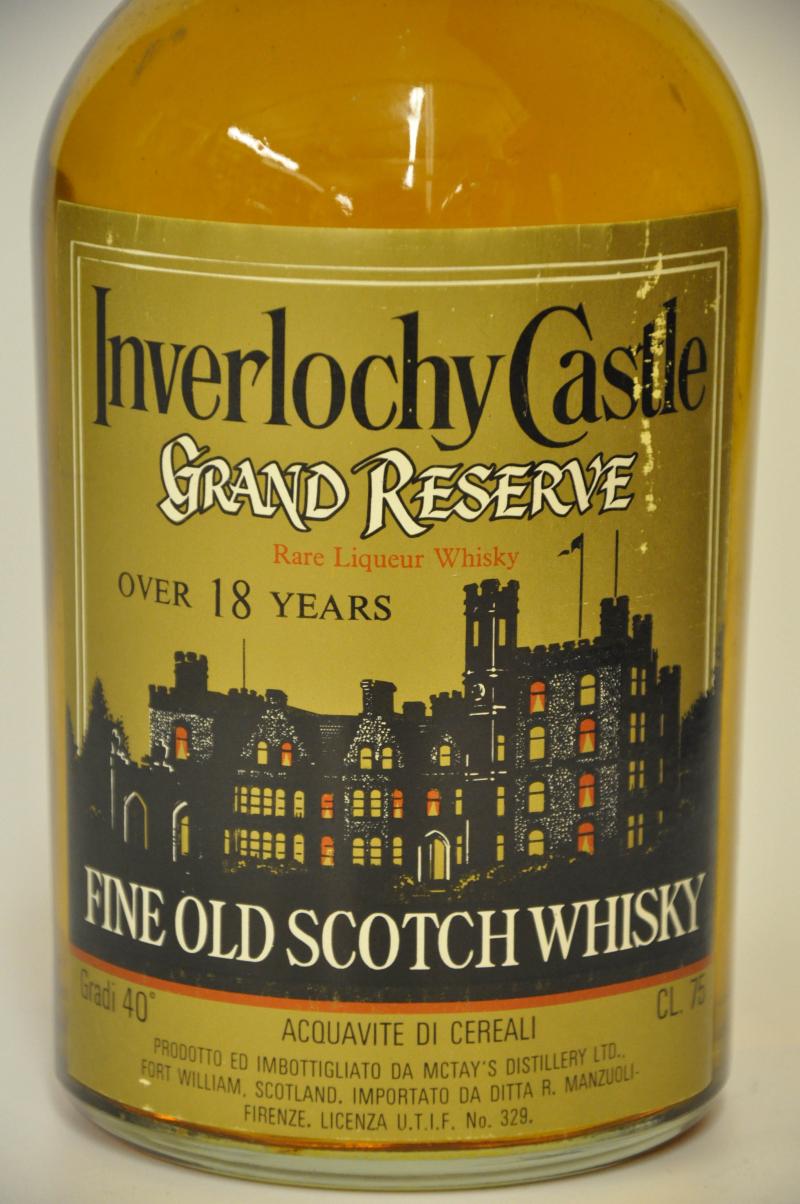 Inverlochy Castle
GRAND RESERVE
Rare Liqueur Whisky
OVER 18 YEARS
FINE OLD SCOTCH WHISKY
Gradi 40°
CL. 75
ACQUAVITE DI CEREALI
PRODOTTO ED IMBOTTIGLIATO DA MCTAY'S DISTILLERY LTD.,
FORT WILLIAM, SCOTLAND. IMPORTATO DA DITTA R. MANZUOLI-
FIRENZE. LICENZA U.T.I.F. No. 329.